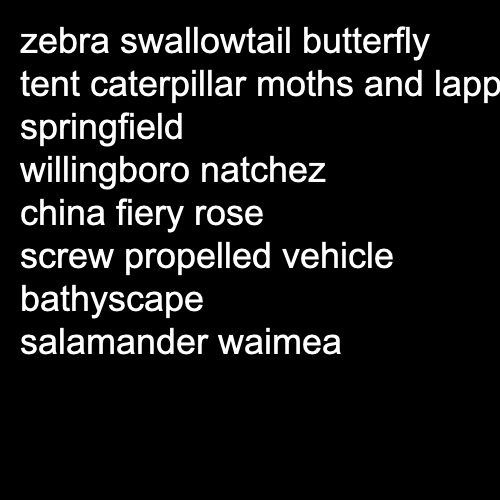 zebra swallowtail butterfly
tent caterpillar moths and lapp
springfield
willingboro natchez
china fiery rose
screw propelled vehicle
bathyscape
salamander waimea